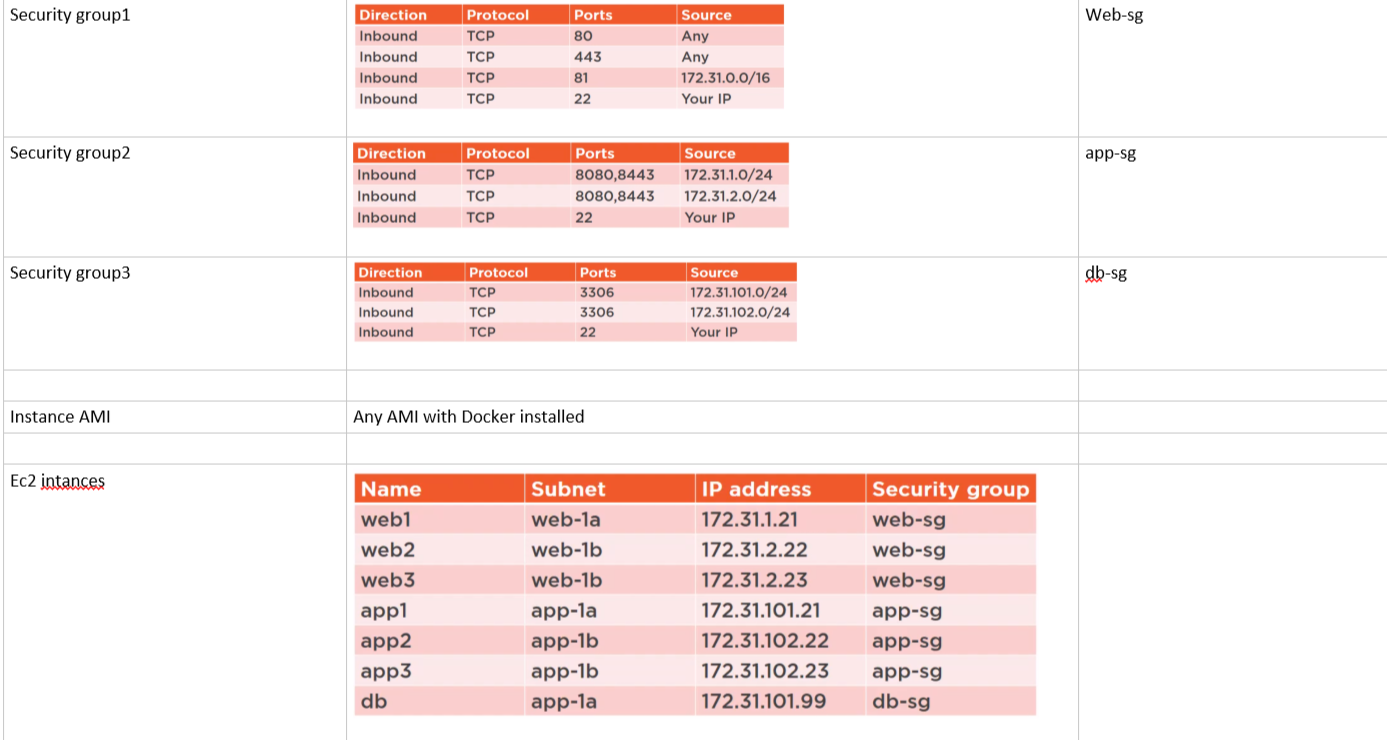 Security group1
Direction Protocol Ports Source
Inbound TCP 80 Any
Inbound TCP 443 Any
Inbound TCP 81 172.31.0.0/16
Inbound TCP 22 Your IP
Web-sg
Security group2
Direction Protocol Ports Source
Inbound TCP 8080,8443 172.31.1.0/24
Inbound TCP 8080,8443 172.31.2.0/24
Inbound TCP 22 Your IP
app-sg
Security group3
Direction Protocol Ports Source
Inbound TCP 3306 172.31.101.0/24
Inbound TCP 3306 172.31.102.0/24
Inbound TCP 22 Your IP
db-sg
Instance AMI
Any AMI with Docker installed
Ec2 intances
Name Subnet IP address Security group
web1 web-1a 172.31.1.21 web-sg
web2 web-1b 172.31.2.22 web-sg
web3 web-1b 172.31.2.23 web-sg
app1 app-1a 172.31.101.21 app-sg
app2 app-1b 172.31.102.22 app-sg
app3 app-1b 172.31.102.23 app-sg
db app-1a 172.31.101.99 db-sg